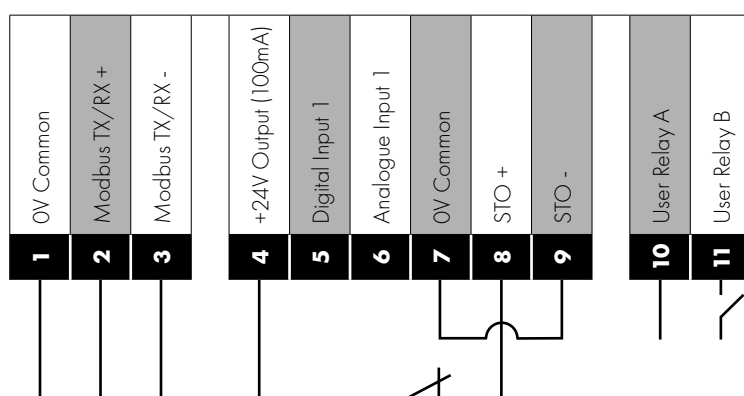 0V Common
Modbus TX/RX +
Modbus TX/RX -
+24V Output (100mA)
Digital Input 1
Analogue Input 1
0V Common
STO +
STO -
User Relay A
User Relay B
1
2
3
4
5
6
7
8
9
10
11